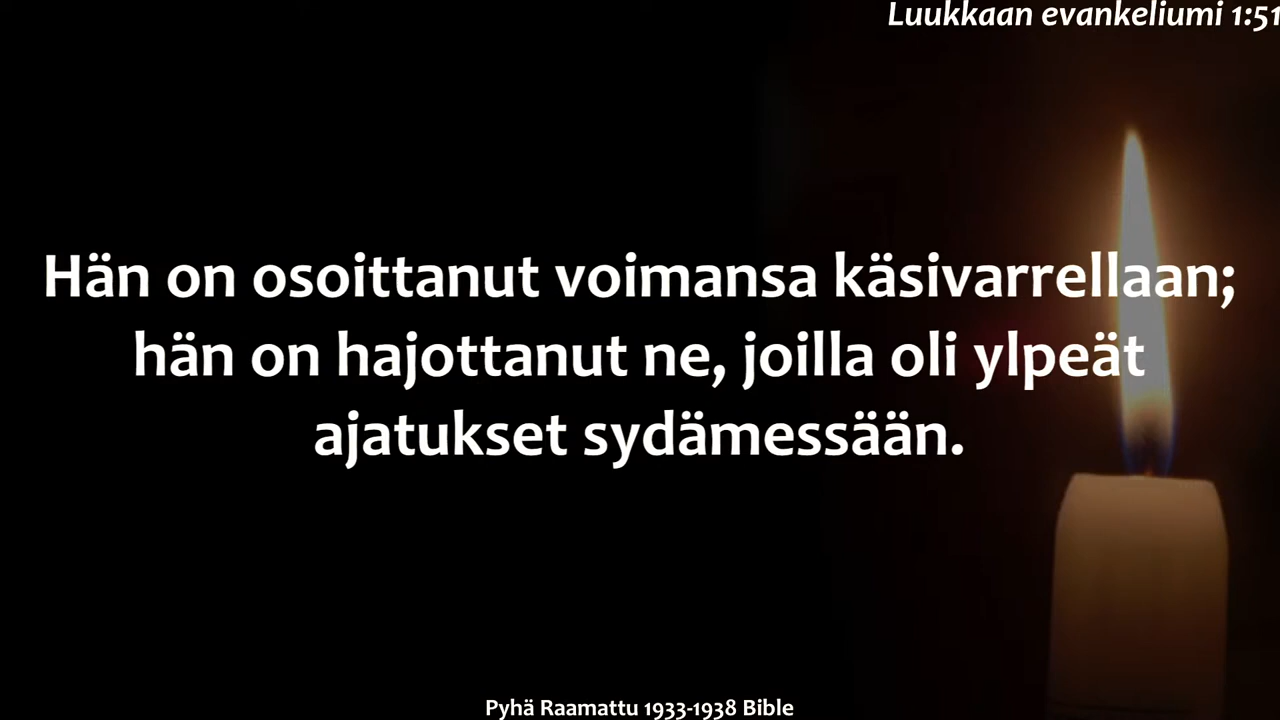 Luukkaan evankeliumi 1:51
Hän on osoittanut voimansa käsivarrellaan;
hän on hajottanut ne, joilla oli ylpeät
ajatukset sydämessään.
Pyhä Raamattu 1933-1938 Bible